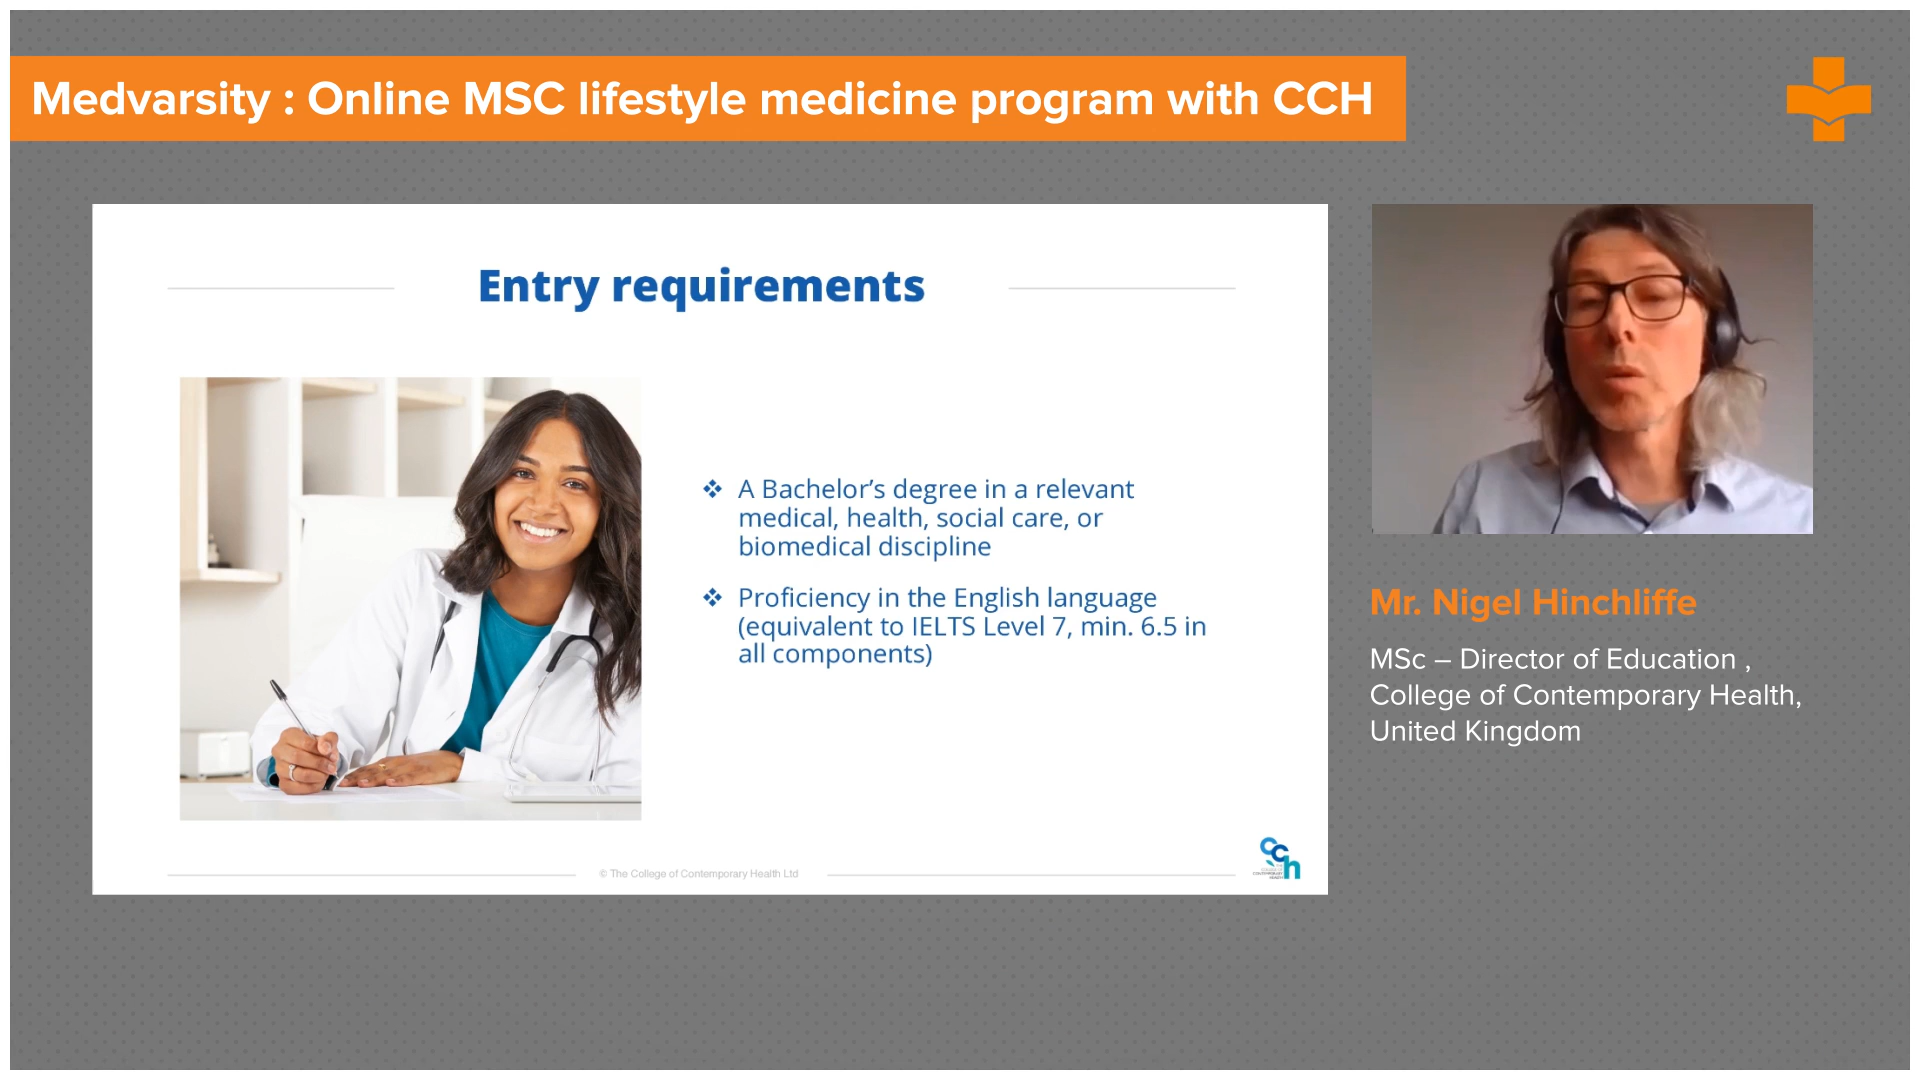 Medvarsity : Online MSC lifestyle medicine program with CCH
Entry requirements
❖ A Bachelor’s degree in a relevant
medical, health, social care, or
biomedical discipline
❖ Proficiency in the English language
(equivalent to IELTS Level 7, min. 6.5 in
all components)
© The College of Contemporary Health Ltd
cch
Mr. Nigel Hinchliffe
MSc – Director of Education ,
College of Contemporary Health,
United Kingdom